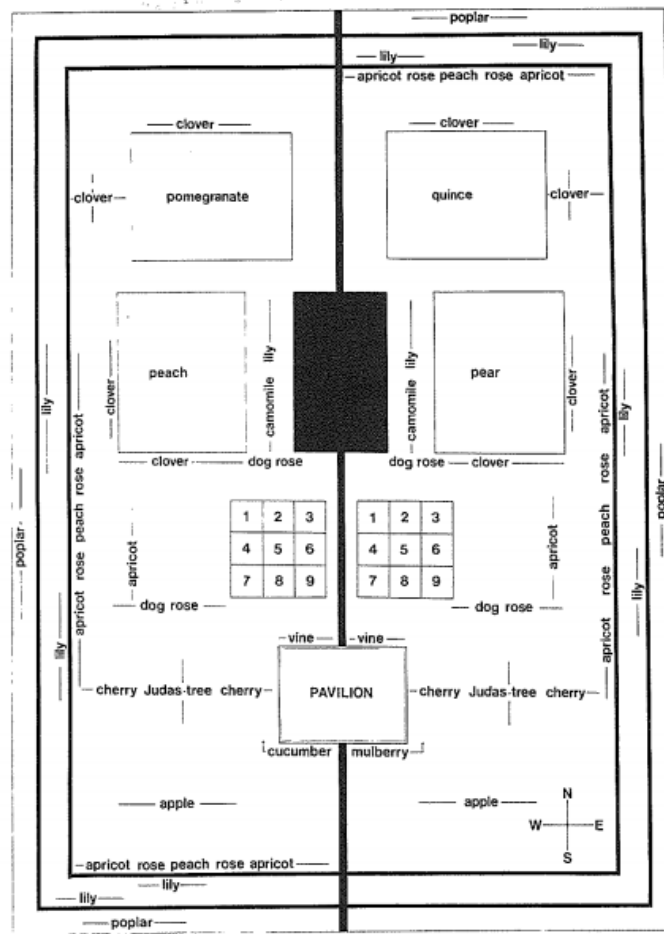 poplar
lily
lily
apricot rose peach rose apricot
clover
clover
clover
pomegranate
quince
clover
peach
clover
camomile lily
camomile lily
pear
clover
clover
dog rose
dog rose
clover
lily
apricot rose peach rose apricot
poplar
lily
apricot rose peach rose apricot
lily
poplar
lily
1 2 3
4 5 6
7 8 9
1 2 3
4 5 6
7 8 9
apricot
dog rose
apricot
dog rose
vine
vine
cherry Judas-tree cherry
PAVILION
cherry Judas-tree cherry
cucumber
mulberry
apple
apple
N
W E
S
apricot rose peach rose apricot
lily
lily
poplar